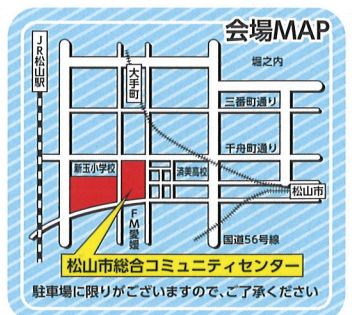 会場MAP
JR松山駅
大手町
堀之内
三番町通り
千舟町通り
新玉小学校
済美高校
松山市
FM愛媛
国道56号線
松山市総合コミュニティセンター
駐車場に限りがございますので、ご了承ください